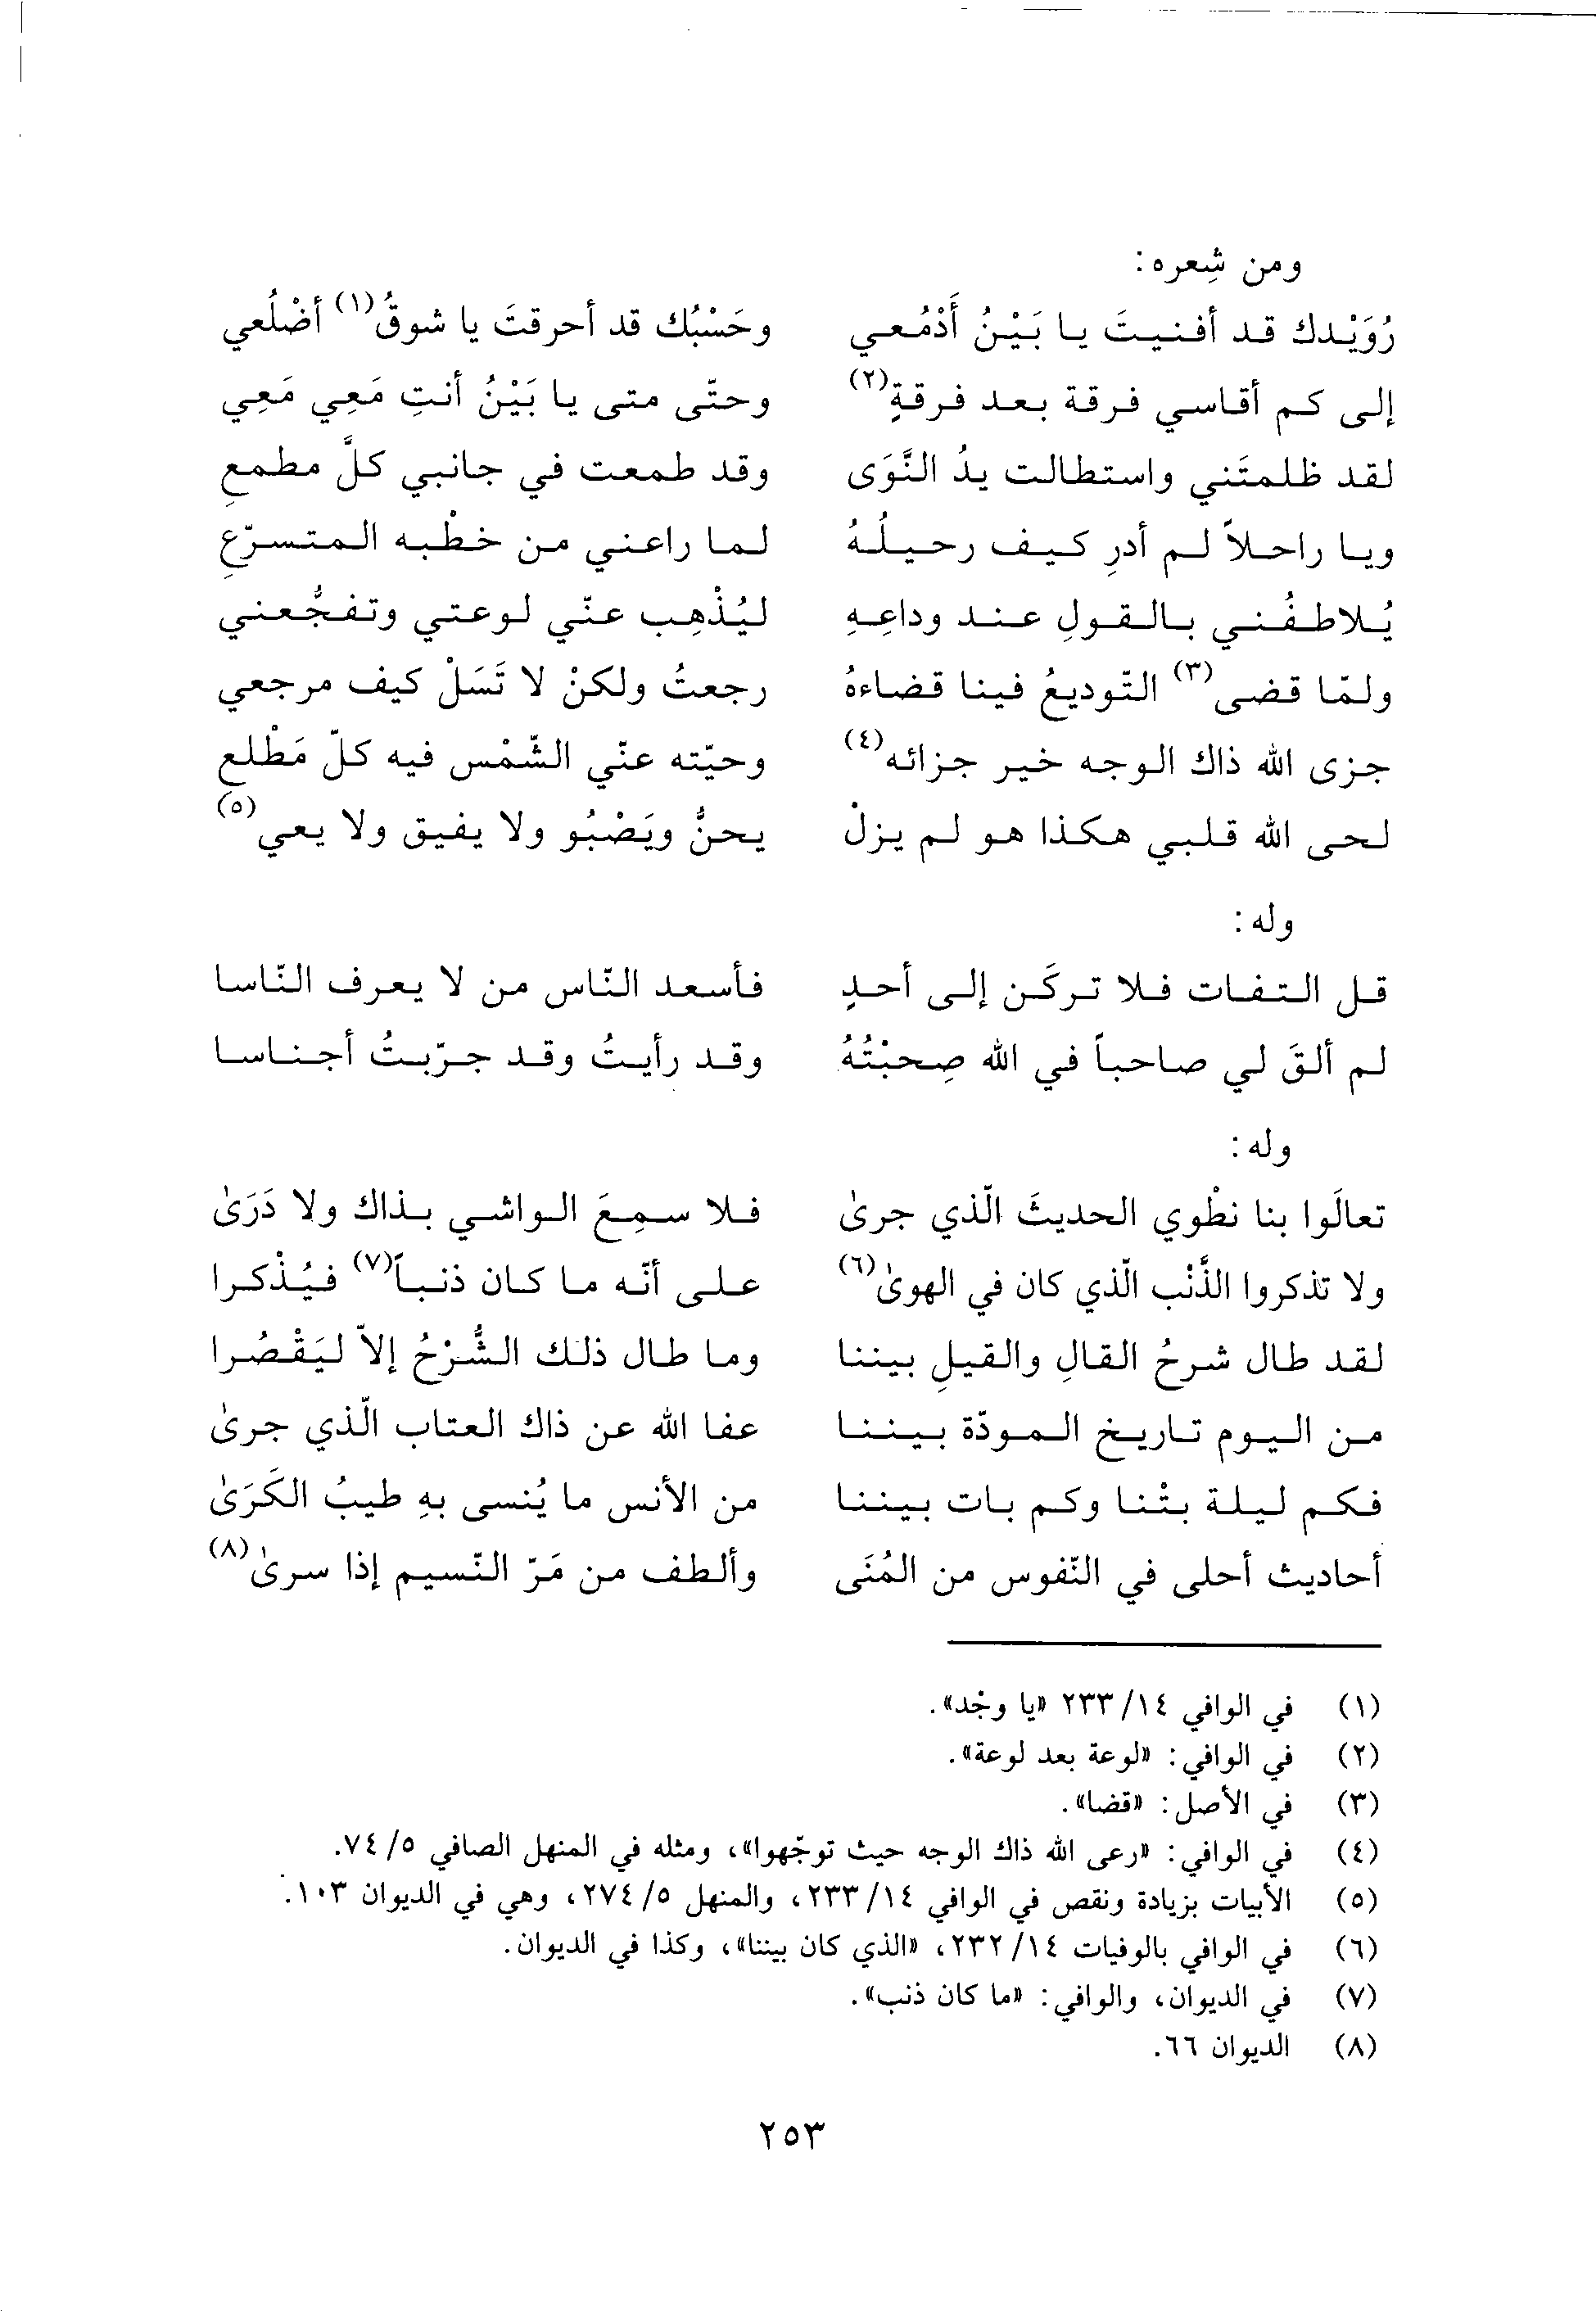 ومن شِعره:
رُوَيْدك قد أفنيتَ يا بَيْنُ أَدْمُعي وحَسْبُك قد أحرقتَ يا شوقُ(١) أضْلُعي
إلى كم أقاسي فرقة بعد فرقةٍ(٢) وحتّى متى يا بَيْنُ أنتِ مَعِي مَعِي
لقد ظلمتَني واستطالت يدُ النَّوَى وقد طمعت في جانبي كلَّ مطمعِ
ويا راحلاً لم أدرِ كيف رحيلُهُ لما راعني من خطْبه المتسرّعِ
يُلاطفُني بالقولِ عند وداعِهِ ليُذْهِب عنّي لوعتي وتفجُّعني
ولمّا قضى(٣) التّوديعُ فينا قضاءهُ رجعتُ ولكنْ لا تَسَلْ كيف مرجعي
جزى الله ذاك الوجه خير جزائه(٤) وحيّته عنّي الشّمْس فيه كلّ مَطْلع
لحى الله قلبي هكذا هو لم يزلْ يحنُّ ويَصْبُو ولا يفيق ولا يعي(٥)
وله:
قل التفات فلا تركَن إلى أحدٍ فأسعد النّاس من لا يعرف النّاسا
لم ألقَ لي صاحباً في الله صِحبْتُهُ وقد رأيتُ وقد جرّبتُ أجناسا
وله:
تعالَوا بنا نطْوي الحديثَ الّذي جرىٰ فلا سمِعَ الواشي بذاك ولا دَرَىٰ
ولا تذكروا الذَّنْب الّذي كان في الهوىٰ(٦) على أنّه ما كان ذنباً(٧) فيُذْكرا
لقد طال شرحُ القالِ والقيلِ بيننا وما طال ذلك الشَّرْحُ إلاّ ليَقْصُرا
من اليوم تاريخ المودّة بيننا عفا الله عن ذاك العتاب الّذي جرىٰ
فكم ليلة بتْنا وكم بات بيننا من الأنس ما يُنسى بهِ طيبُ الكَرَىٰ
أحاديث أحلى في النّفوس من المُنَى وألطف من مَرّ النّسيم إذا سرىٰ(٨)
(١) في الوافي ١٤/ ٢٣٣ «يا وجْد».
(٢) في الوافي: «لوعة بعد لوعة».
(٣) في الأصل: «قضا».
(٤) في الوافي: «رعى الله ذاك الوجه حيث توجّهوا»، ومثله في المنهل الصافي ٥/ ٧٤.
(٥) الأبيات بزيادة ونقص في الوافي ١٤/ ٢٣٣، والمنهل ٥/ ٢٧٤، وهي في الديوان ١٠٣.
(٦) في الوافي بالوفيات ١٤/ ٢٣٢، «الذي كان بيننا»، وكذا في الديوان.
(٧) في الديوان، والوافي: «ما كان ذنب».
(٨) الديوان ٦٦.
٢٥٣